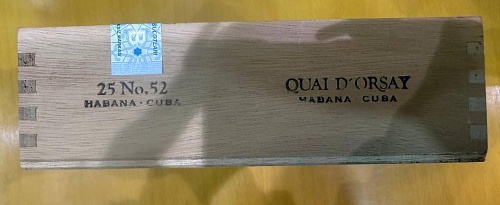 25 No.52
HABANA · CUBA
QUAI D'ORSAY
HABANA · CUBA